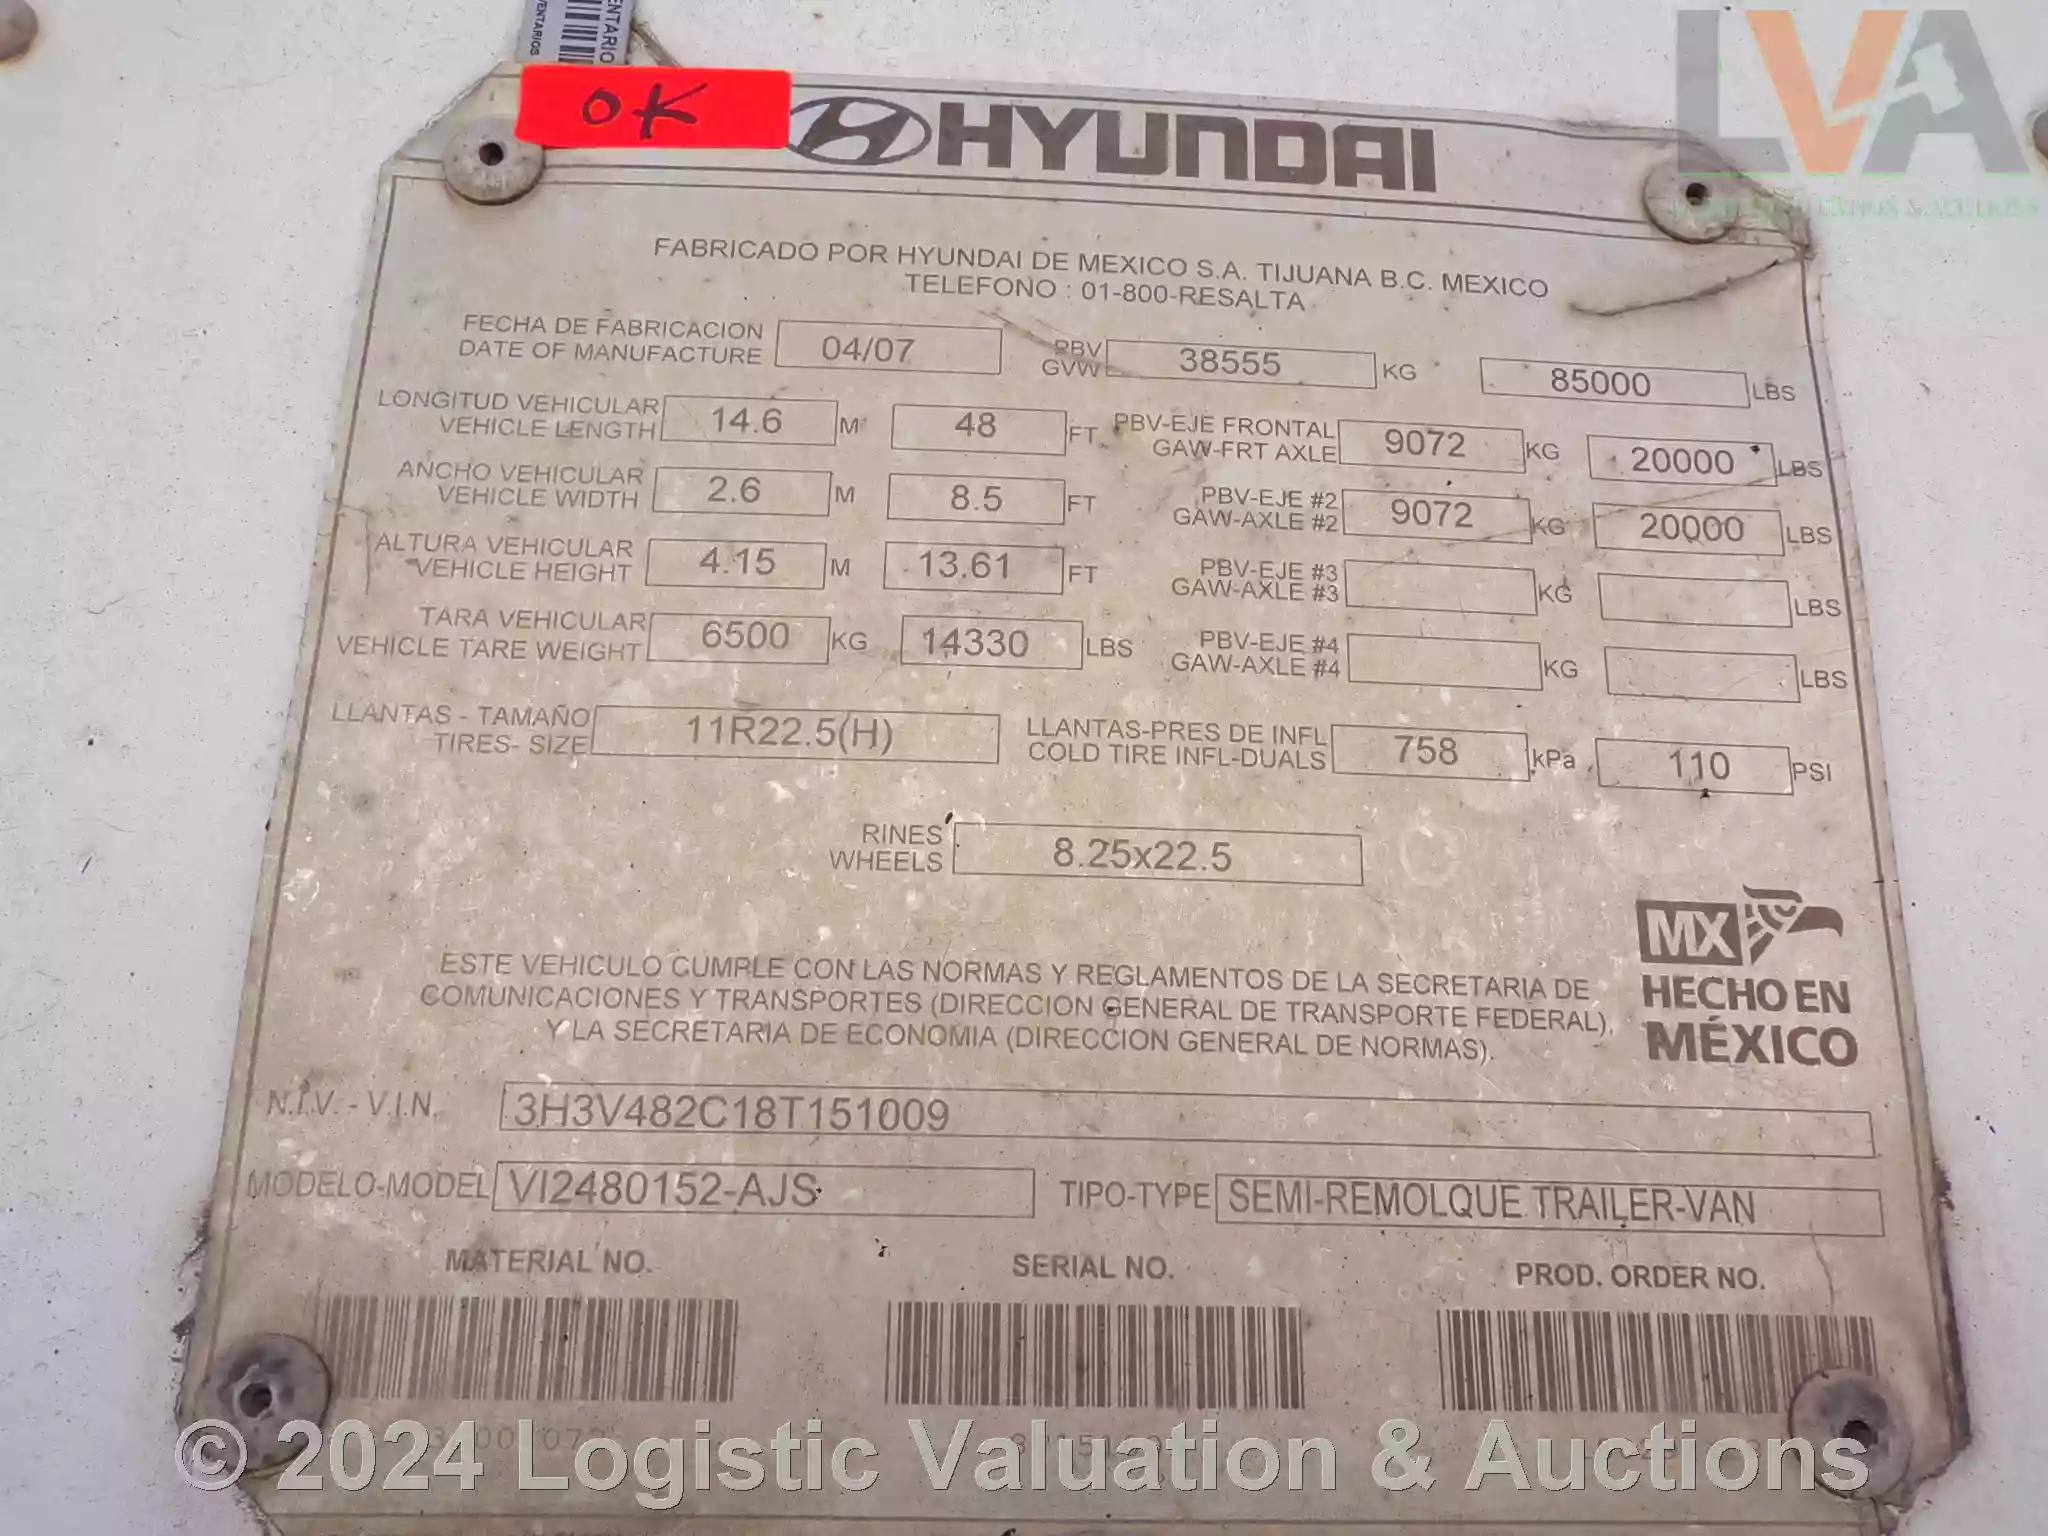 VENTARIOS
OK
HYUNDAI
LVA
FABRICADO POR HYUNDAI DE MEXICO S.A. TIJUANA B.C. MEXICO
TELEFONO : 01-800-RESALTA
FECHA DE FABRICACION
DATE OF MANUFACTURE 04/07
PBV
GVW 38555 KG 85000 LBS
LONGITUD VEHICULAR
VEHICLE LENGTH 14.6 M 48 FT
PBV-EJE FRONTAL
GAW-FRT AXLE 9072 KG 20000 LBS
ANCHO VEHICULAR
VEHICLE WIDTH 2.6 M 8.5 FT
PBV-EJE #2
GAW-AXLE #2 9072 KG 20000 LBS
ALTURA VEHICULAR
VEHICLE HEIGHT 4.15 M 13.61 FT
PBV-EJE #3
GAW-AXLE #3 KG LBS
TARA VEHICULAR
VEHICLE TARE WEIGHT 6500 KG 14330 LBS
PBV-EJE #4
GAW-AXLE #4 KG LBS
LLANTAS - TAMAÑO
TIRES- SIZE 11R22.5(H)
LLANTAS-PRES DE INFL
COLD TIRE INFL-DUALS 758 kPa 110 PSI
RINES
WHEELS 8.25x22.5
ESTE VEHICULO CUMPLE CON LAS NORMAS Y REGLAMENTOS DE LA SECRETARIA DE
COMUNICACIONES Y TRANSPORTES (DIRECCION GENERAL DE TRANSPORTE FEDERAL),
Y LA SECRETARIA DE ECONOMIA (DIRECCION GENERAL DE NORMAS).
MX
HECHO EN
MÉXICO
N.I.V. - V.I.N. 3H3V482C18T151009
MODELO-MODEL VI2480152-AJS TIPO-TYPE SEMI-REMOLQUE TRAILER-VAN
MATERIAL NO. SERIAL NO. PROD. ORDER NO.
© 2024 Logistic Valuation & Auctions